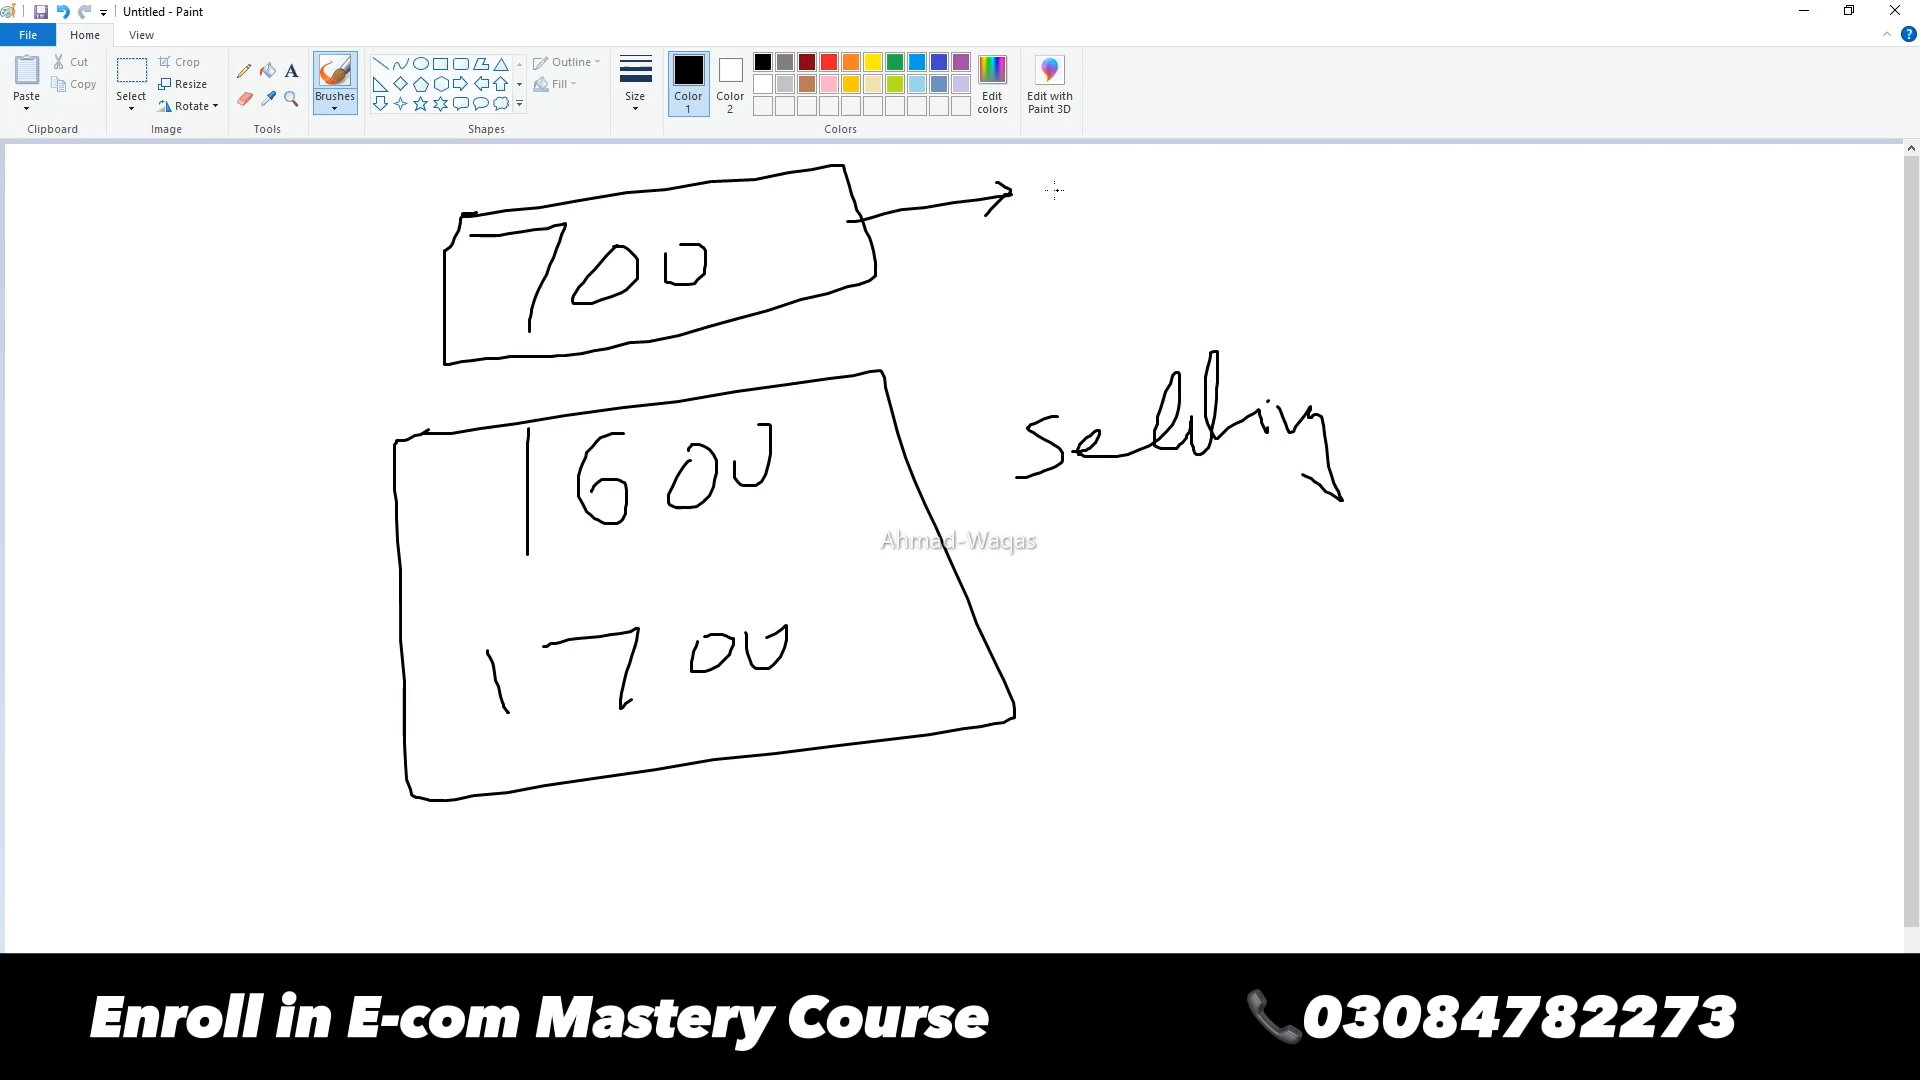 Untitled - Paint
File Home View
Paste
Cut
Copy
Clipboard
Select
Crop
Resize
Rotate
Image
Tools
Brushes
Shapes
Outline
Fill
Size
Color 1
Color 2
Colors
Edit colors
Edit with Paint 3D
700
1600
selling
Ahmad-Waqas
1700
Enroll in E-com Mastery Course 03084782273